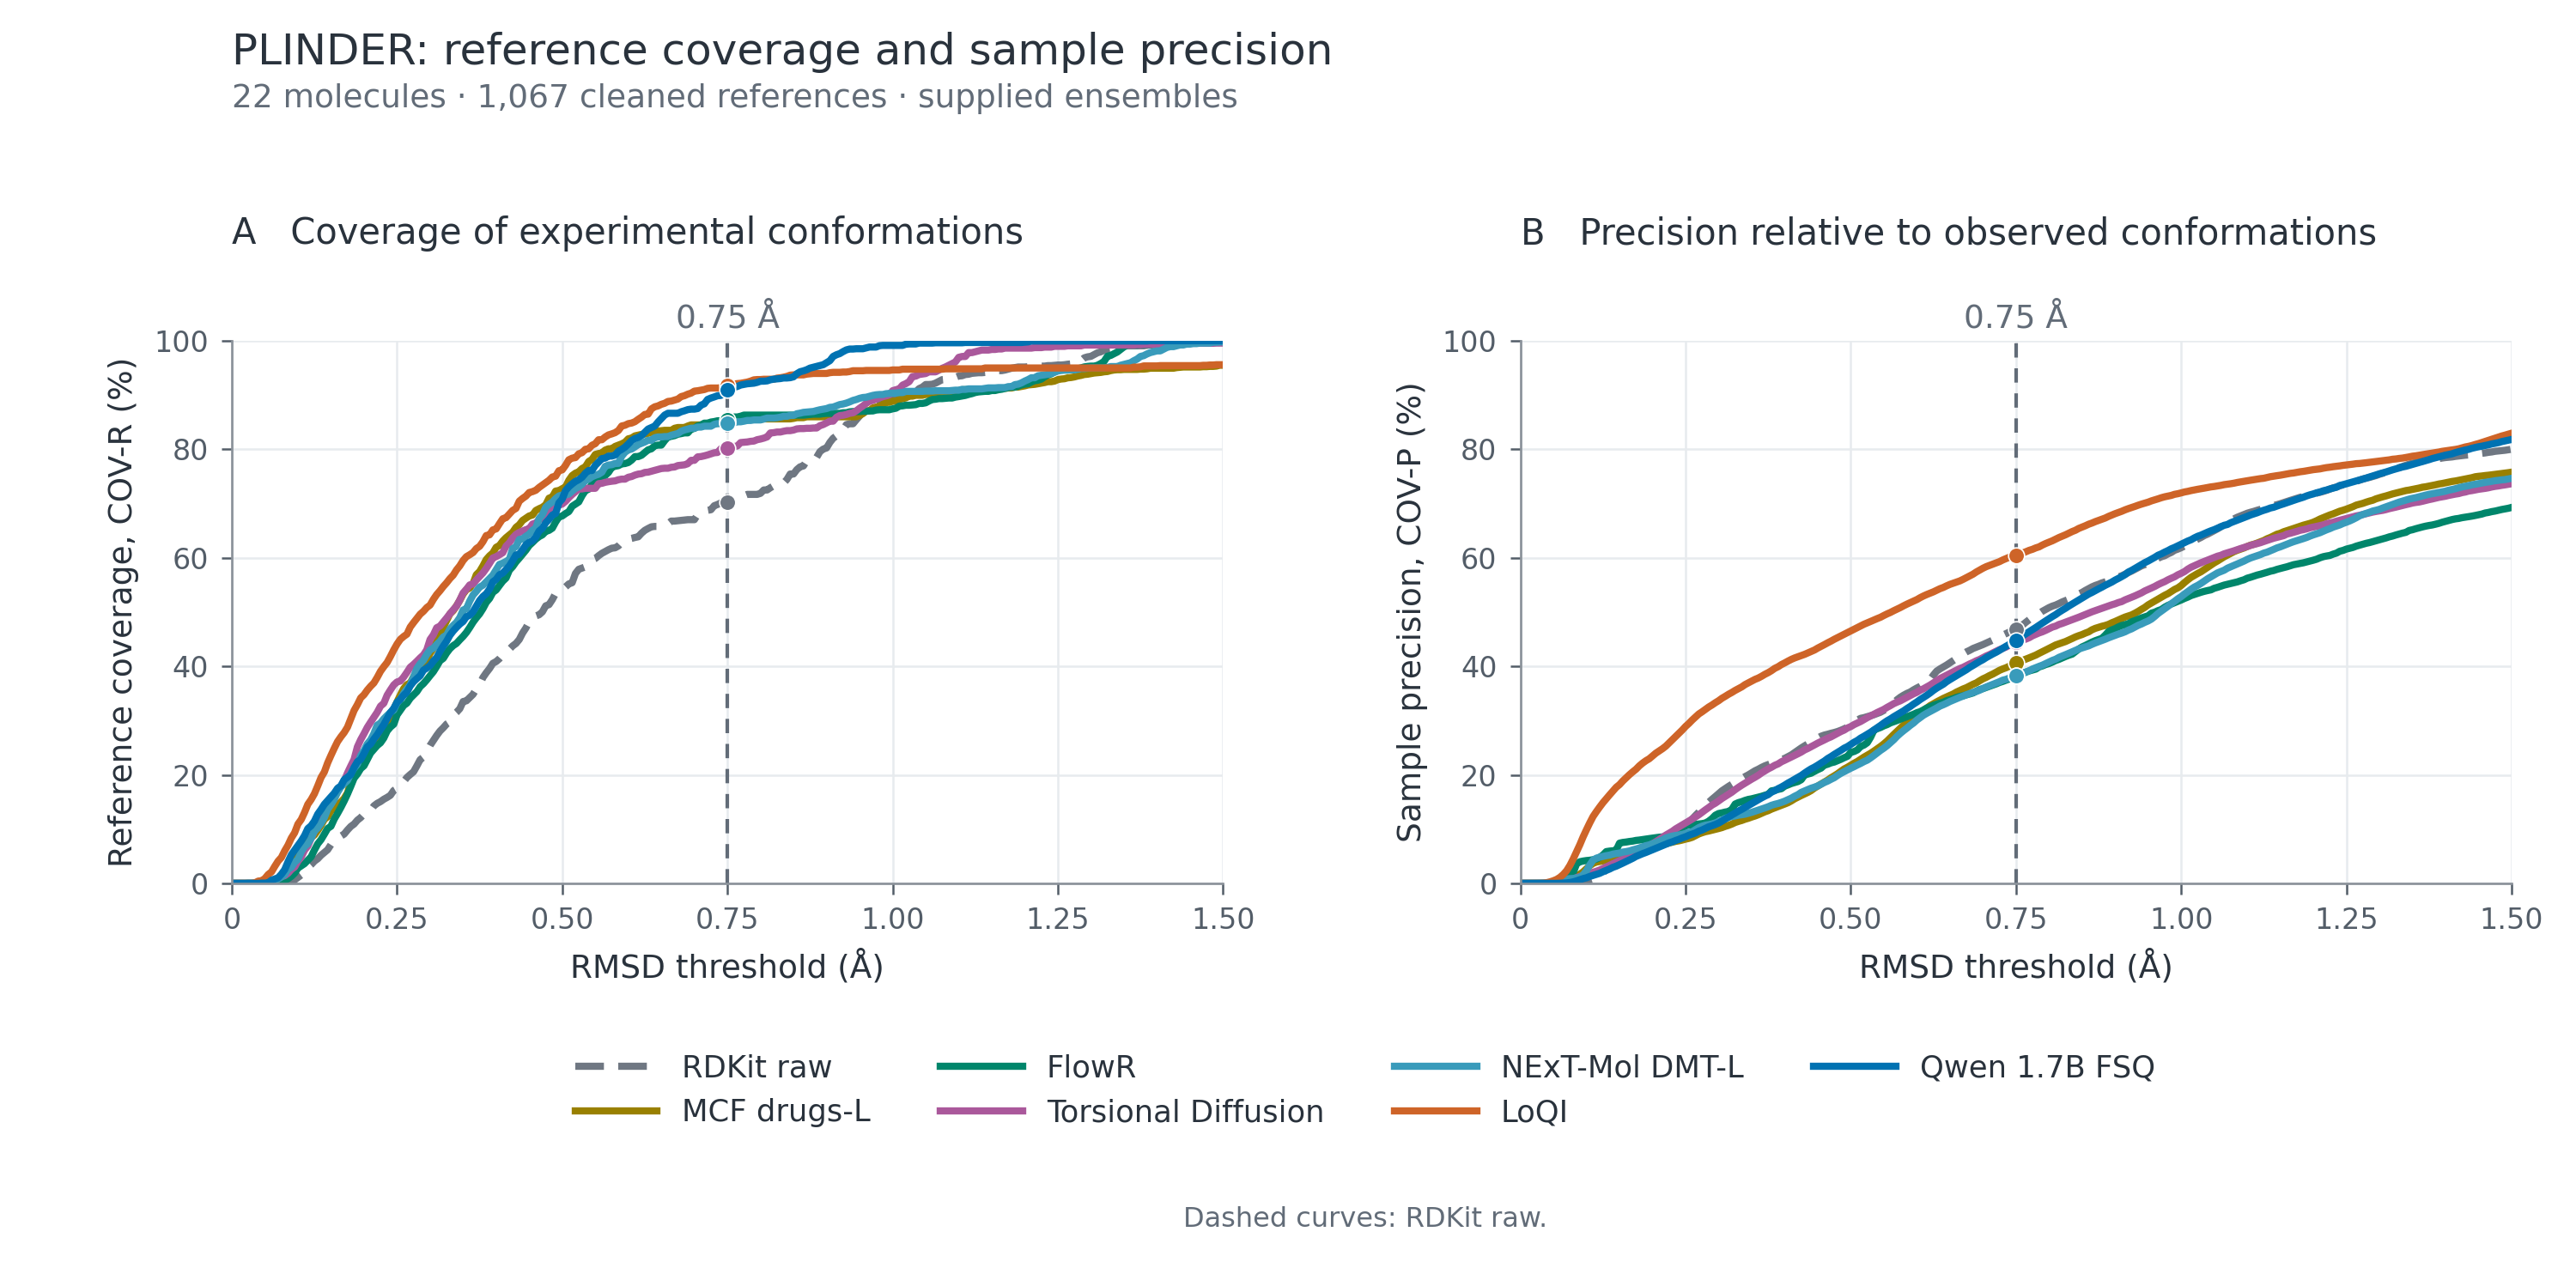 PLINDER: reference coverage and sample precision
22 molecules · 1,067 cleaned references · supplied ensembles
A Coverage of experimental conformations
0.75 Å
Reference coverage, COV-R (%)
100
80
60
40
20
0
0 0.25 0.50 0.75 1.00 1.25 1.50
RMSD threshold (Å)
B Precision relative to observed conformations
0.75 Å
Sample precision, COV-P (%)
100
80
60
40
20
0
0 0.25 0.50 0.75 1.00 1.25 1.50
RMSD threshold (Å)
RDKit raw FlowR NExT-Mol DMT-L Qwen 1.7B FSQ
MCF drugs-L Torsional Diffusion LoQI
Dashed curves: RDKit raw.